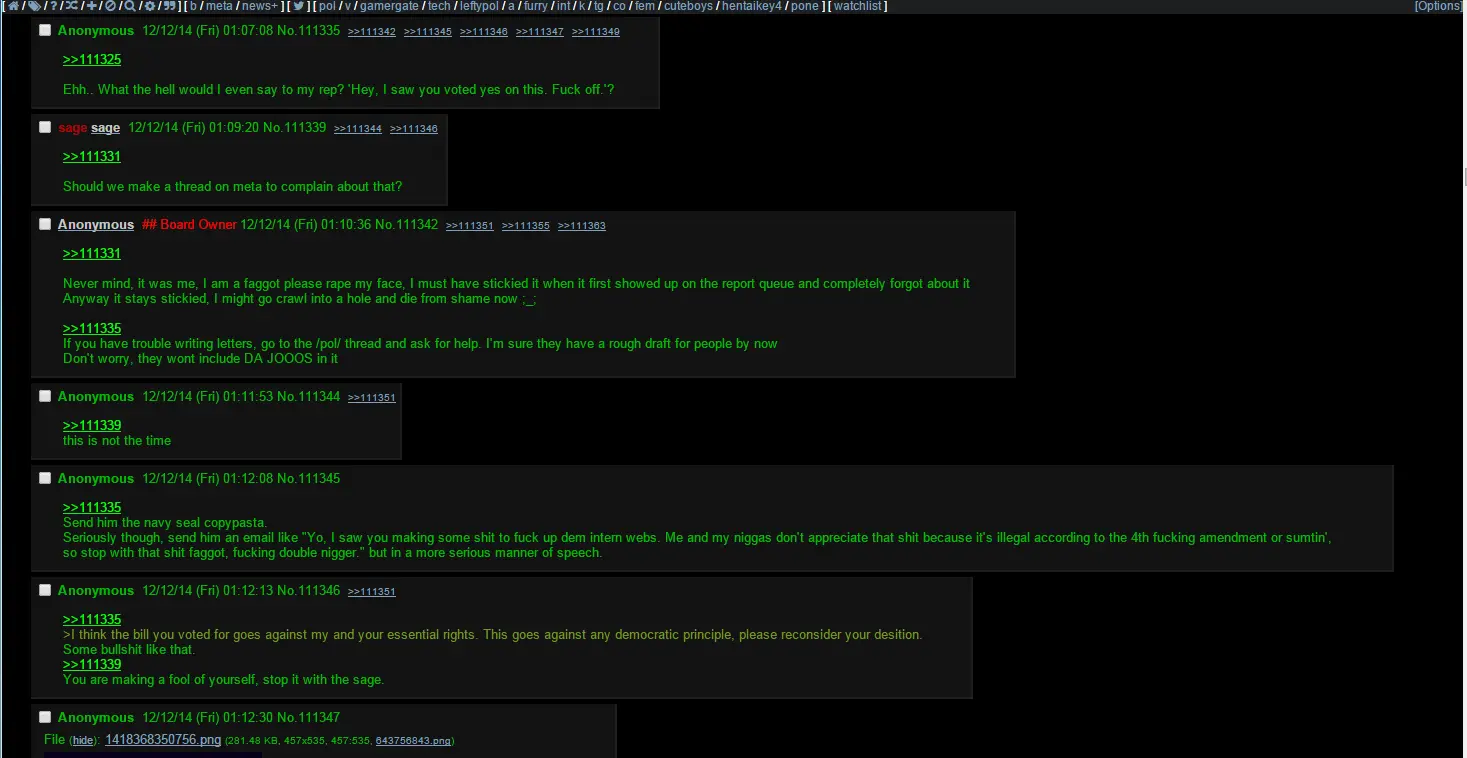 [ / / ? / / + / / / / ] [ b / meta / news+ ] [ ] [ pol / v / gamergate / tech / leftypol / a / furry / int / k / tg / co / fem / cuteboys / hentaikey4 / pone ] [ watchlist ] [Options]
Anonymous 12/12/14 (Fri) 01:07:08 No.111335 >>111342 >>111345 >>111346 >>111347 >>111349
>>111325
Ehh.. What the hell would I even say to my rep? 'Hey, I saw you voted yes on this. Fuck off.'?
sage sage 12/12/14 (Fri) 01:09:20 No.111339 >>111344 >>111346
>>111331
Should we make a thread on meta to complain about that?
Anonymous ## Board Owner 12/12/14 (Fri) 01:10:36 No.111342 >>111351 >>111355 >>111363
>>111331
Never mind, it was me, I am a faggot please rape my face, I must have stickied it when it first showed up on the report queue and completely forgot about it
Anyway it stays stickied, I might go crawl into a hole and die from shame now ;_;
>>111335
If you have trouble writing letters, go to the /pol/ thread and ask for help. I'm sure they have a rough draft for people by now
Don't worry, they wont include DA JOOOS in it
Anonymous 12/12/14 (Fri) 01:11:53 No.111344 >>111351
>>111339
this is not the time
Anonymous 12/12/14 (Fri) 01:12:08 No.111345
>>111335
Send him the navy seal copypasta.
Seriously though, send him an email like "Yo, I saw you making some shit to fuck up dem intern webs. Me and my niggas don't appreciate that shit because it's illegal according to the 4th fucking amendment or sumtin',
so stop with that shit faggot, fucking double nigger." but in a more serious manner of speech.
Anonymous 12/12/14 (Fri) 01:12:13 No.111346 >>111351
>>111335
>I think the bill you voted for goes against my and your essential rights. This goes against any democratic principle, please reconsider your desition.
Some bullshit like that.
>>111339
You are making a fool of yourself, stop it with the sage.
Anonymous 12/12/14 (Fri) 01:12:30 No.111347
File (hide): 1418368350756.png (281.48 KB, 457x535, 457:535, 643756843.png)